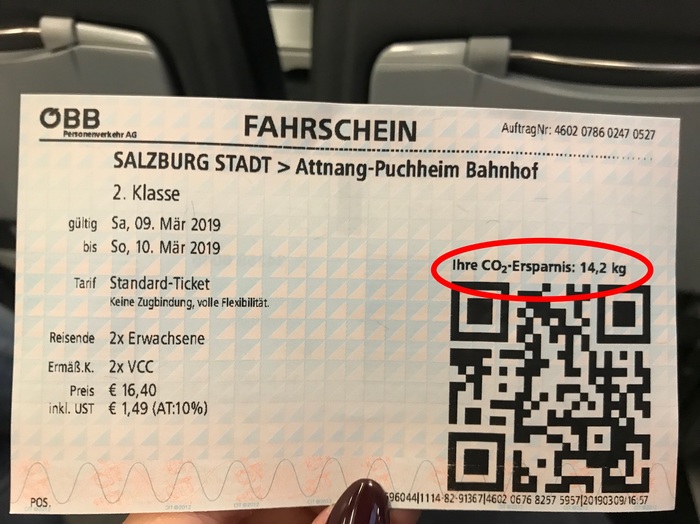 ÖBB
Personenverkehr AG
FAHRSCHEIN
AuftragNr: 4602 0786 0247 0527
SALZBURG STADT > Attnang-Puchheim Bahnhof
2. Klasse
gültig Sa, 09. Mär 2019
bis So, 10. Mär 2019
Ihre CO₂-Ersparnis: 14,2 kg
Tarif Standard-Ticket
Keine Zugbindung, volle Flexibilität.
Reisende 2x Erwachsene
Ermäß.K. 2x VCC
Preis € 16,40
inkl. UST € 1,49 (AT:10%)
POS.
596044|1114-82-91367|4602 0676 8257 5957|20190309/16:57